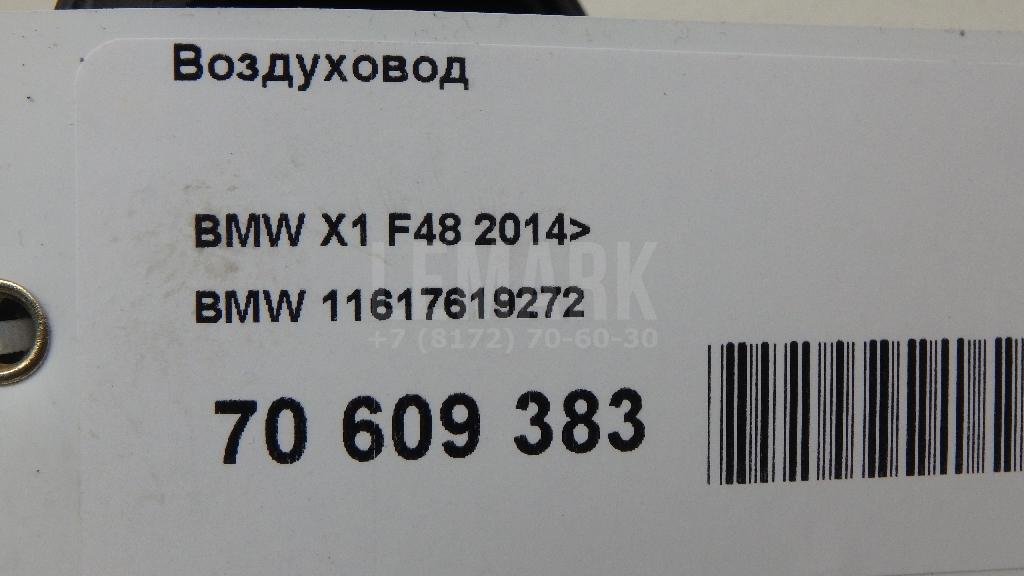 Воздуховод
BMW X1 F48 2014>
LEMARK
BMW 11617619272
+7 (8172) 70-60-30
70 609 383